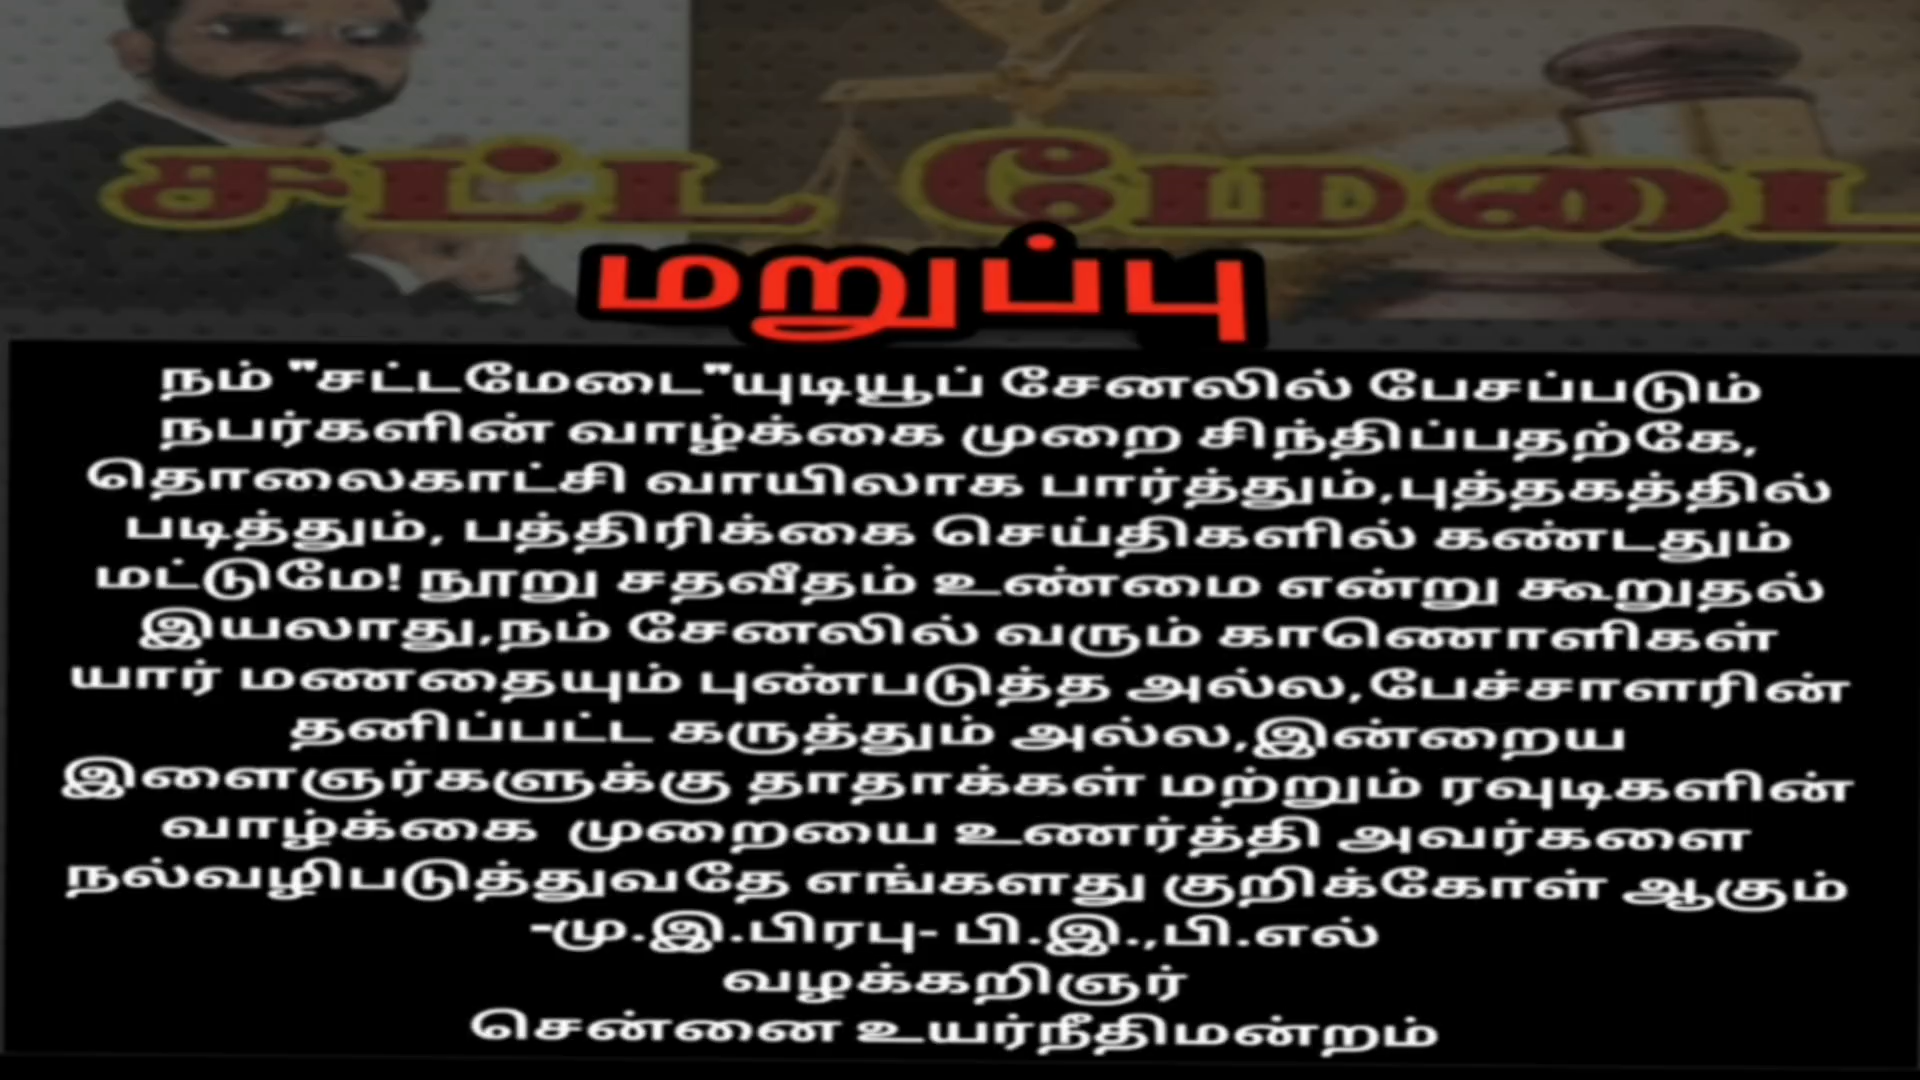 சட்ட மேடை
மறுப்பு
நம் "சட்டமேடை"யுடியூப் சேனலில் பேசப்படும்
நபர்களின் வாழ்க்கை முறை சிந்திப்பதற்கே,
தொலைகாட்சி வாயிலாக பார்த்தும்,புத்தகத்தில்
படித்தும், பத்திரிக்கை செய்திகளில் கண்டதும்
மட்டுமே! நூறு சதவீதம் உண்மை என்று கூறுதல்
இயலாது,நம் சேனலில் வரும் காணொளிகள்
யார் மணதையும் புண்படுத்த அல்ல,பேச்சாளரின்
தனிப்பட்ட கருத்தும் அல்ல,இன்றைய
இளைஞர்களுக்கு தாதாக்கள் மற்றும் ரவுடிகளின்
வாழ்க்கை முறையை உணர்த்தி அவர்களை
நல்வழிபடுத்துவதே எங்களது குறிக்கோள் ஆகும்
-மு.இ.பிரபு- பி.இ.,பி.எல்
வழக்கறிஞர்
சென்னை உயர்நீதிமன்றம்